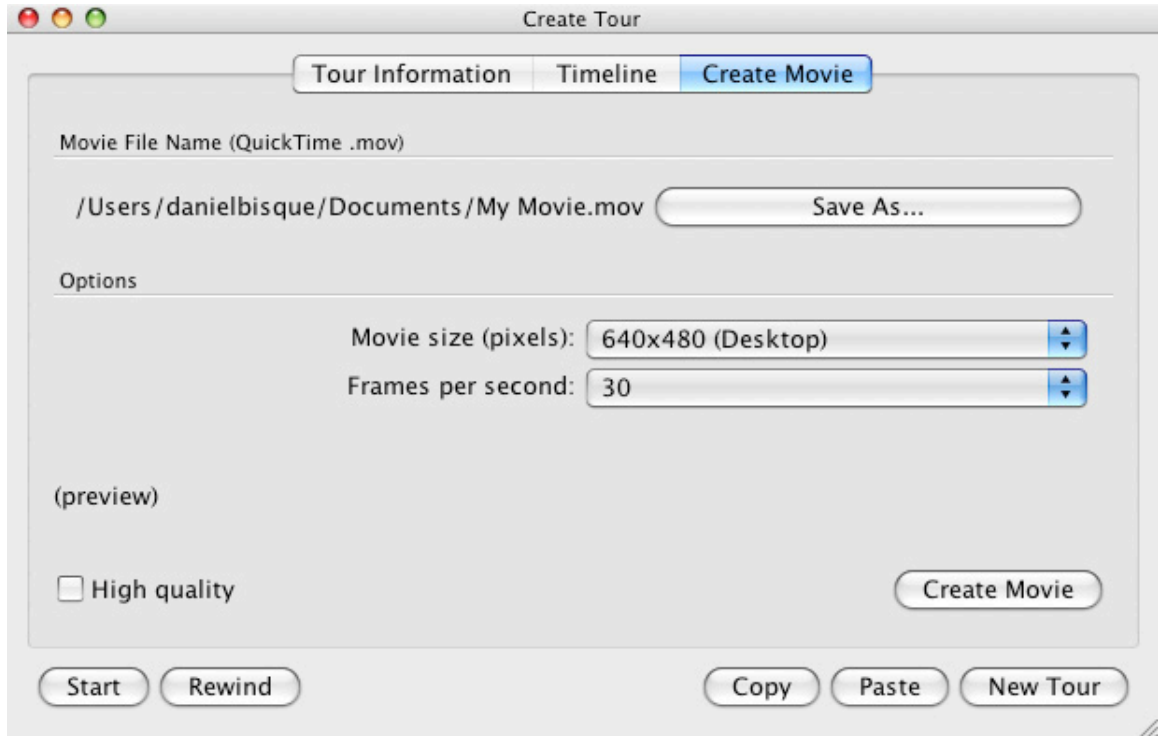 Create Tour
Tour Information Timeline Create Movie
Movie File Name (QuickTime .mov)
/Users/danielbisque/Documents/My Movie.mov Save As...
Options
Movie size (pixels): 640x480 (Desktop)
Frames per second: 30
(preview)
High quality Create Movie
Start Rewind Copy Paste New Tour